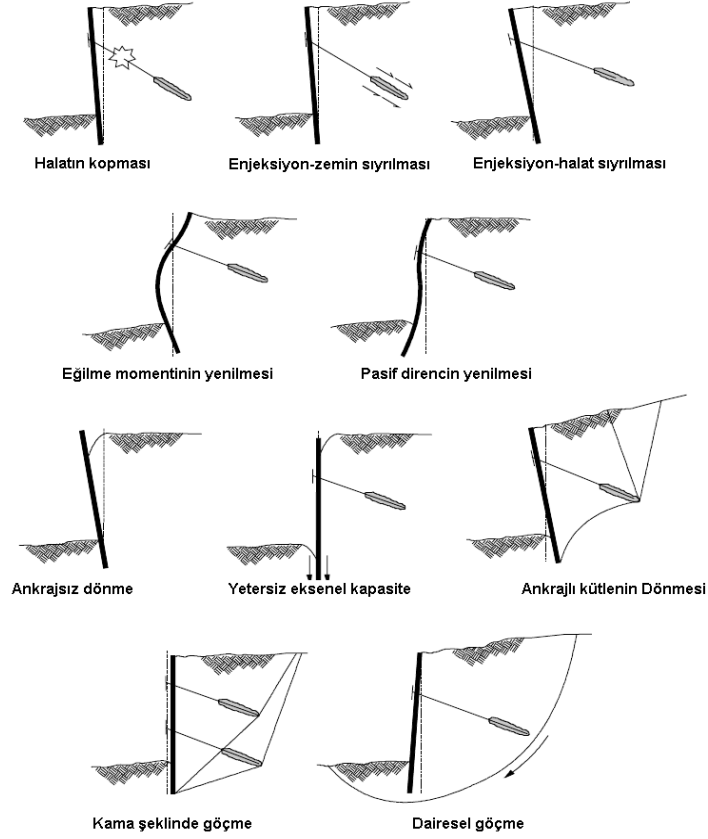 Halatın kopması
Enjeksiyon-zemin sıyrılması
Enjeksiyon-halat sıyrılması
Eğilme momentinin yenilmesi
Pasif direncin yenilmesi
Ankrajsız dönme
Yetersiz eksenel kapasite
Ankrajlı kütlenin Dönmesi
Kama şeklinde göçme
Dairesel göçme